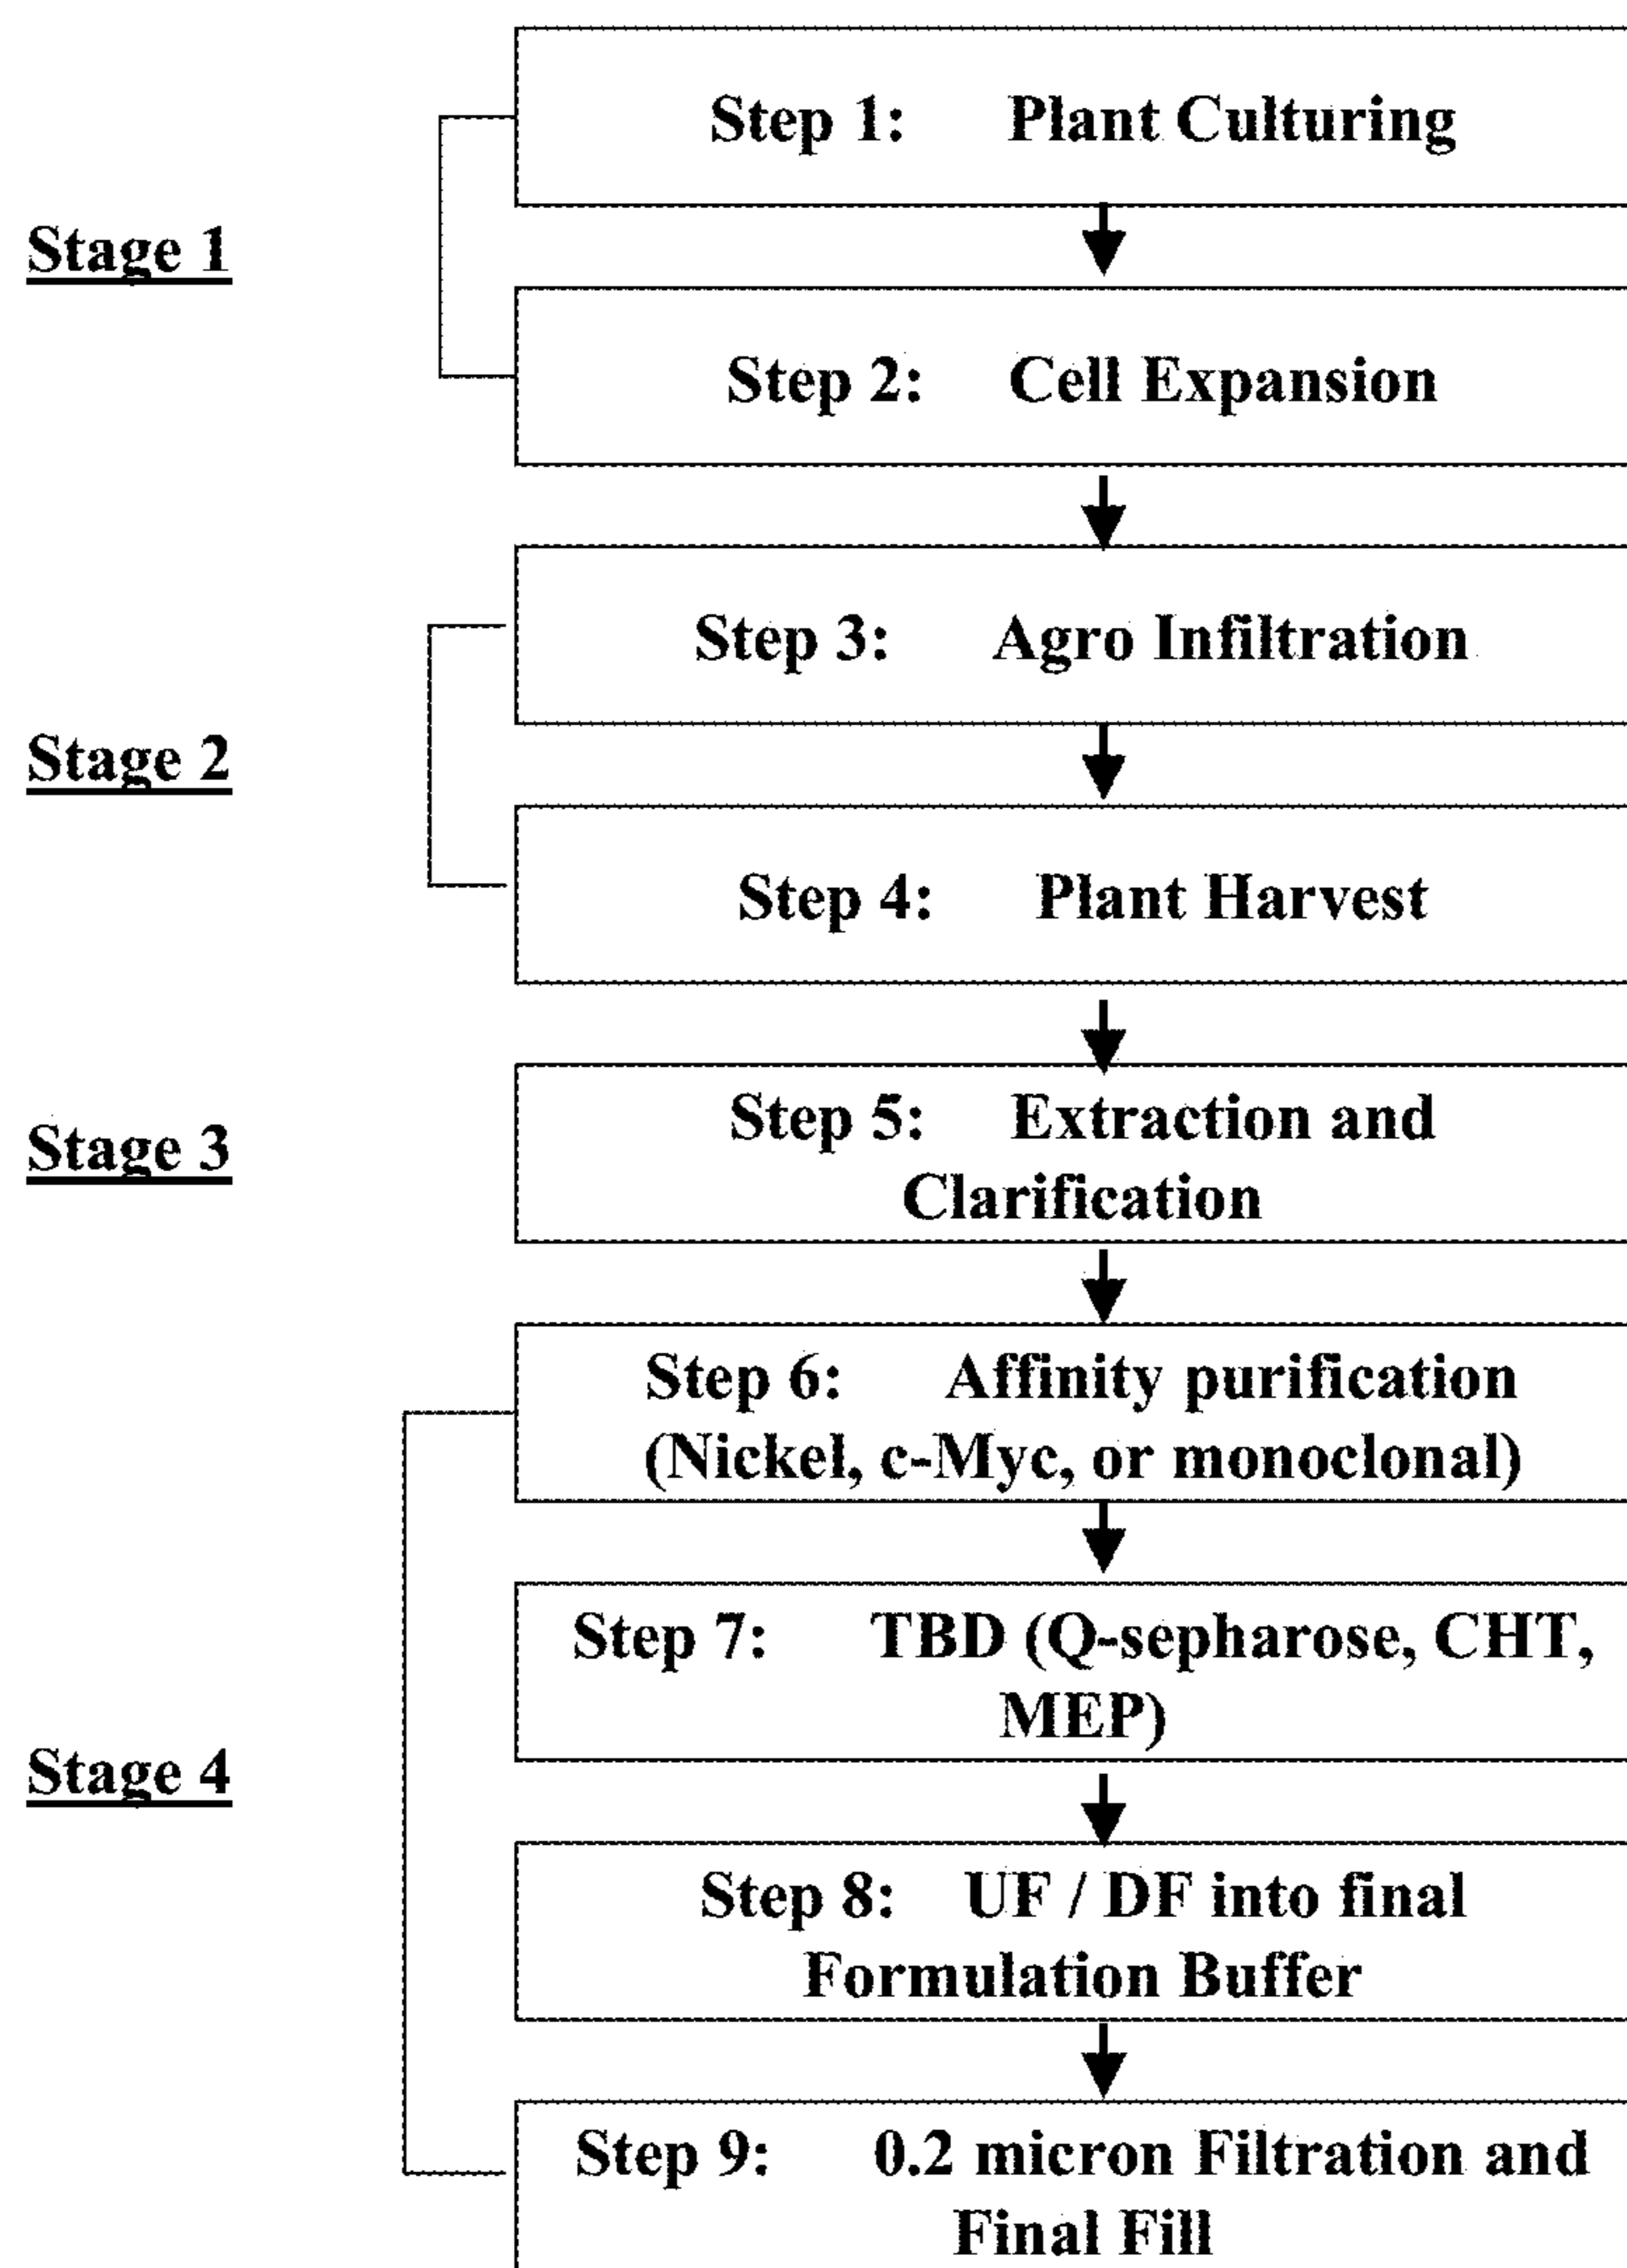 Step 1: Plant Culturing
Stage 1
Step 2: Cell Expansion
Step 3: Agro Infiltration
Stage 2
Step 4: Plant Harvest
Step 5: Extraction and
Clarification
Stage 3
Step 6: Affinity purification
(Nickel, c-Myc, or monoclonal)
Step 7: TBD (Q-sepharose, CHT,
MEP)
Stage 4
Step 8: UF / DF into final
Formulation Buffer
Step 9: 0.2 micron Filtration and
Final Fill